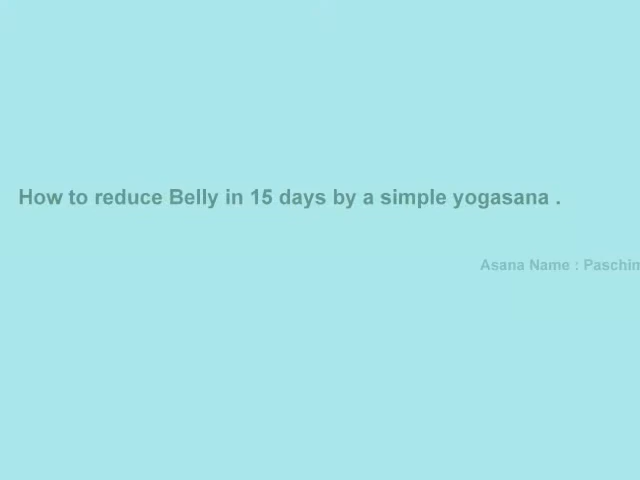 How to reduce Belly in 15 days by a simple yogasana .
Asana Name : Paschim